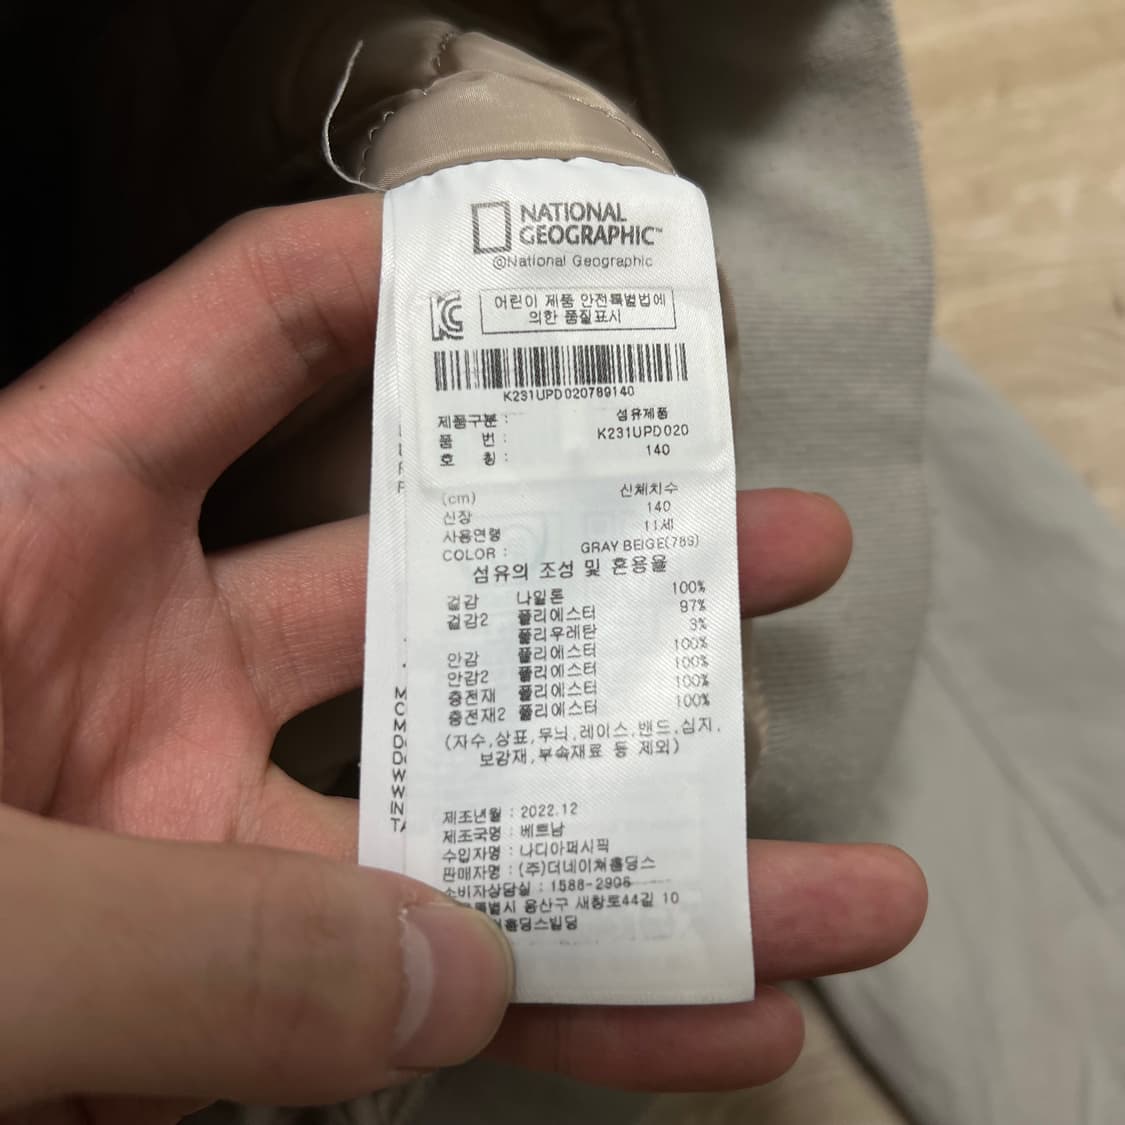 NATIONAL
GEOGRAPHIC™
@National Geographic
KC
어린이 제품 안전특별법에
의한 품질표시
K231UPD020789140
제품구분 : 섬유제품
품 번 : K231UPD020
호 칭 : 140
(cm) 신체치수
신장 140
사용연령 11세
COLOR : GRAY BEIGE(789)
섬유의 조성 및 혼용율
겉감 나일론 100%
겉감2 폴리에스터 97%
폴리우레탄 3%
안감 폴리에스터 100%
안감2 폴리에스터 100%
충전재 폴리에스터 100%
충전재2 폴리에스터 100%
(자수,상표,무늬,레이스,밴드,심지,
보강재,부속재료 등 제외)
제조년월 : 2022.12
제조국명 : 베트남
수입자명 : 나디아퍼시픽
판매자명 : (주)더네이쳐홀딩스
소비자상담실 : 1588-2906
용산구 새창로44길 10